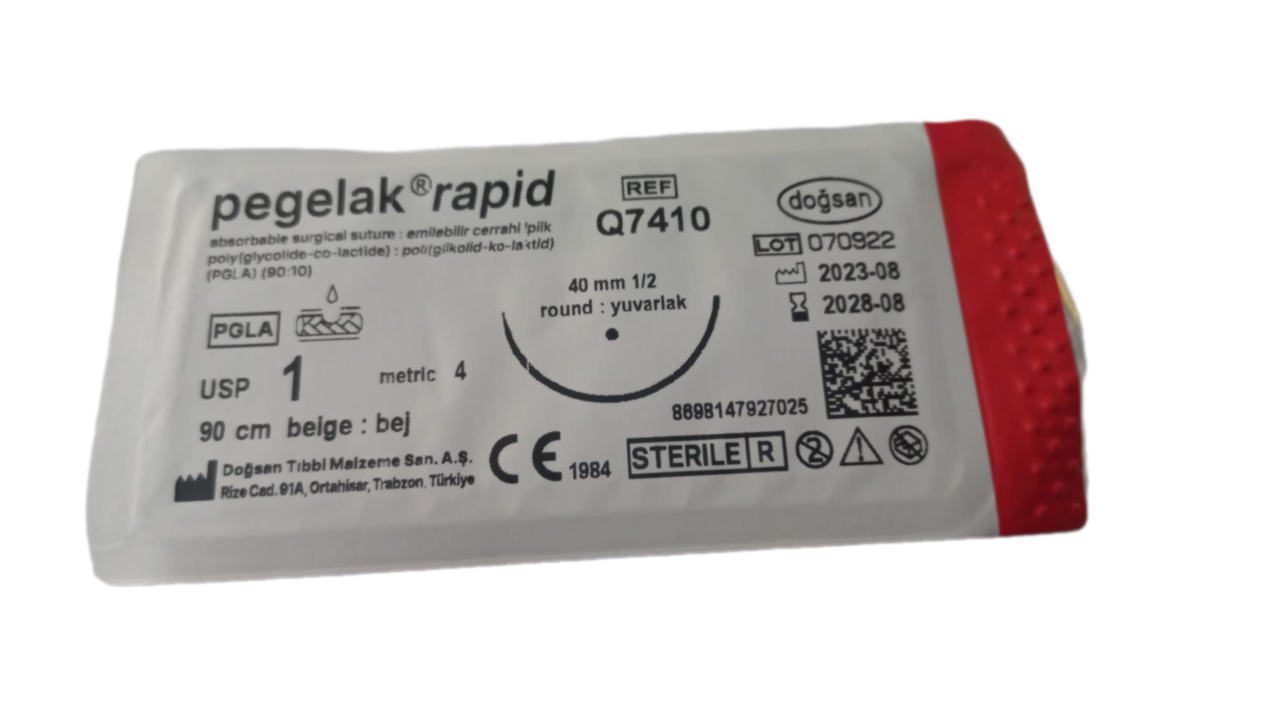 pegelak®rapid
absorbable surgical suture : emilebilir cerrahi iplik
poly(glycolide-co-lactide) : poli(glikolid-ko-laktid)
(PGLA) (90:10)
PGLA
USP 1 metric 4
90 cm beige : bej
Doğsan Tıbbi Malzeme San. A.Ş.
Rize Cad. 91A, Ortahisar, Trabzon, Türkiye
REF
Q7410
40 mm 1/2
round : yuvarlak
doğsan
LOT 070922
2023-08
2028-08
8698147927025
CE 1984
STERILE R
2